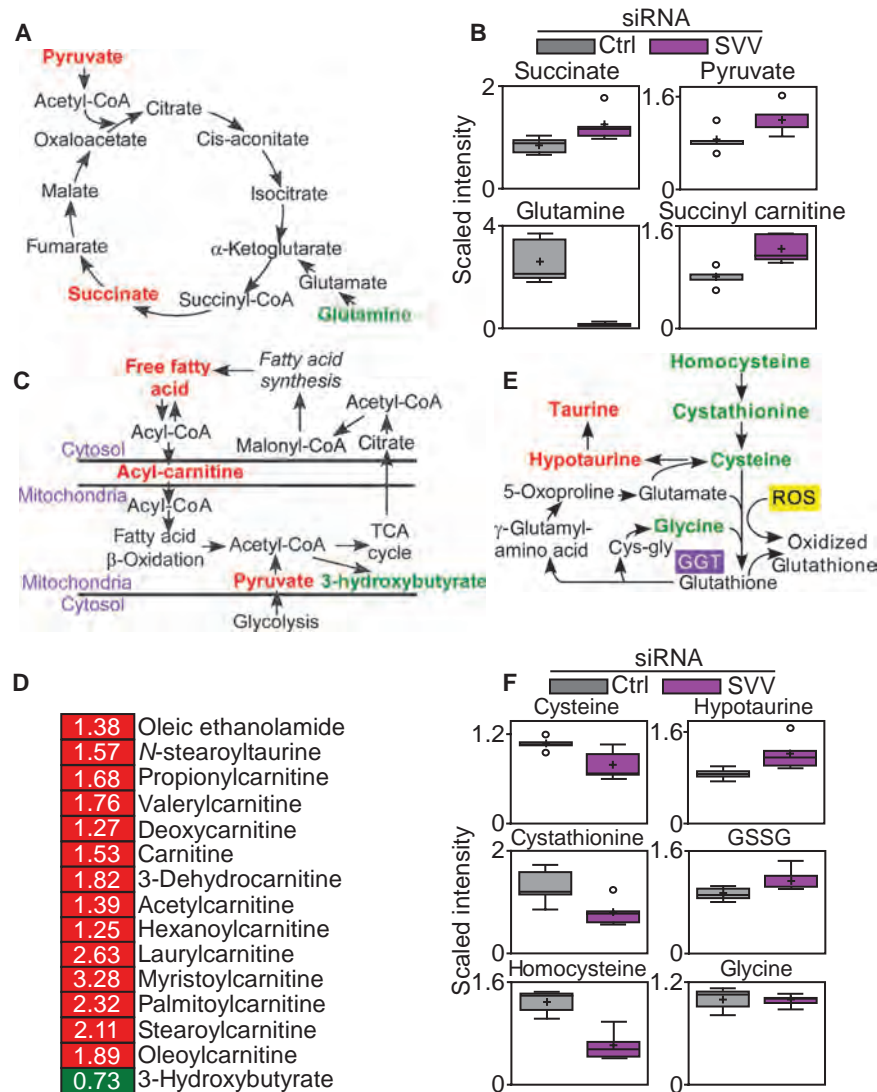 A
Pyruvate
Acetyl-CoA
Citrate
Oxaloacetate
Cis-aconitate
Malate
Isocitrate
Fumarate
α-Ketoglutarate
Succinate
Succinyl-CoA
Glutamate
Glutamine
B
siRNA
Ctrl
SVV
Succinate
Pyruvate
Scaled intensity
2
0
1.6
0
Glutamine
Succinyl carnitine
4
0
1.6
0
C
Free fatty
acid
Fatty acid
synthesis
Acetyl-CoA
Acyl-CoA
Malonyl-CoA
Citrate
Cytosol
Acyl-carnitine
Mitochondria
Acyl-CoA
Fatty acid
β-Oxidation
Acetyl-CoA
TCA
cycle
Mitochondria
Pyruvate
3-hydroxybutyrate
Cytosol
Glycolysis
E
Homocysteine
Taurine
Cystathionine
Hypotaurine
Cysteine
5-Oxoproline
Glutamate
ROS
γ-Glutamyl-
amino acid
Glycine
Cys-gly
GGT
Oxidized
Glutathione
Glutathione
D
1.38 Oleic ethanolamide
1.57 N-stearoyltaurine
1.68 Propionylcarnitine
1.76 Valerylcarnitine
1.27 Deoxycarnitine
1.53 Carnitine
1.82 3-Dehydrocarnitine
1.39 Acetylcarnitine
1.25 Hexanoylcarnitine
2.63 Laurylcarnitine
3.28 Myristoylcarnitine
2.32 Palmitoylcarnitine
2.11 Stearoylcarnitine
1.89 Oleoylcarnitine
0.73 3-Hydroxybutyrate
F
siRNA
Ctrl
SVV
Cysteine
Hypotaurine
Scaled intensity
1.2
0
1.6
0
Cystathionine
GSSG
2
0
1.6
0
Homocysteine
Glycine
1.6
0
1.2
0